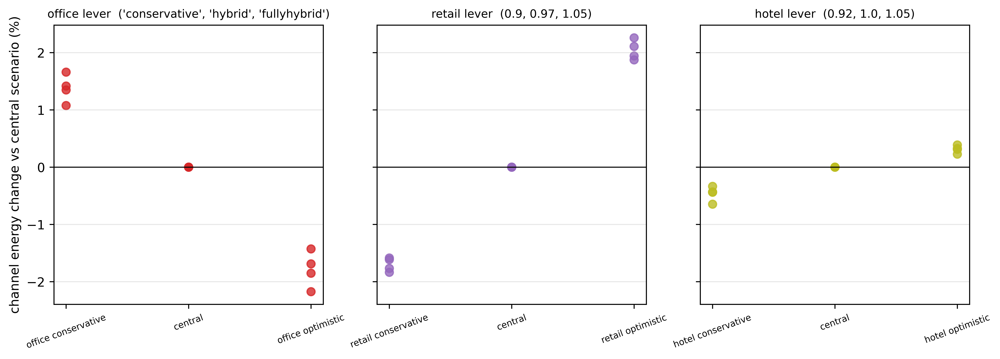 office lever  ('conservative', 'hybrid', 'fullyhybrid')
retail lever  (0.9, 0.97, 1.05)
hotel lever  (0.92, 1.0, 1.05)
channel energy change vs central scenario (%)
2
1
0
−1
−2
office conservative
central
office optimistic
retail conservative
central
retail optimistic
hotel conservative
central
hotel optimistic